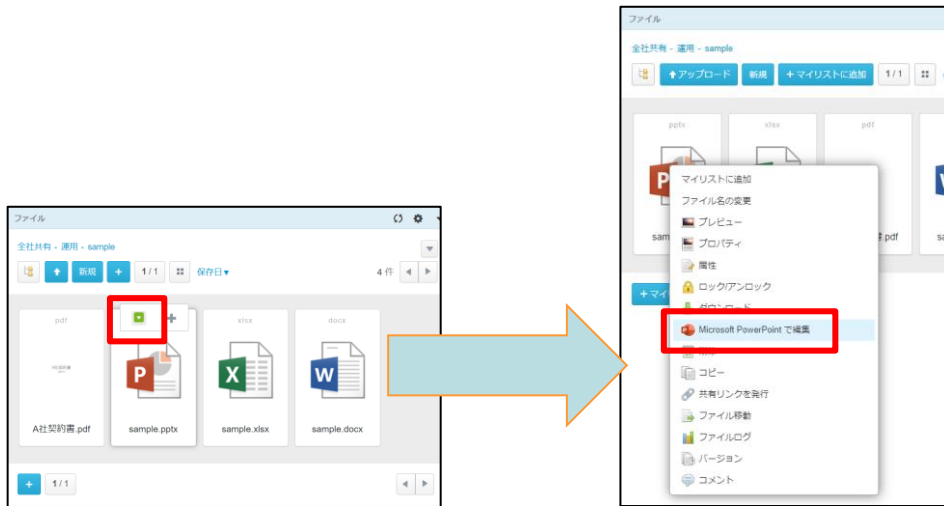 ファイル
全社共有 - 運用 - sample
新規
1 / 1
保存日▼
4 件
pdf
xlsx
docx
A社契約書.pdf
sample.pptx
sample.xlsx
sample.docx
1 / 1
ファイル
全社共有 - 運用 - sample
アップロード
新規
+ マイリストに追加
1 / 1
pptx
xlsx
pdf
マイリストに追加
ファイル名の変更
プレビュー
プロパティ
属性
ロック/アンロック
ダウンロード
Microsoft PowerPoint で編集
コピー
共有リンクを発行
ファイル移動
ファイルログ
バージョン
コメント
sam
.pdf
sa
+ マイ